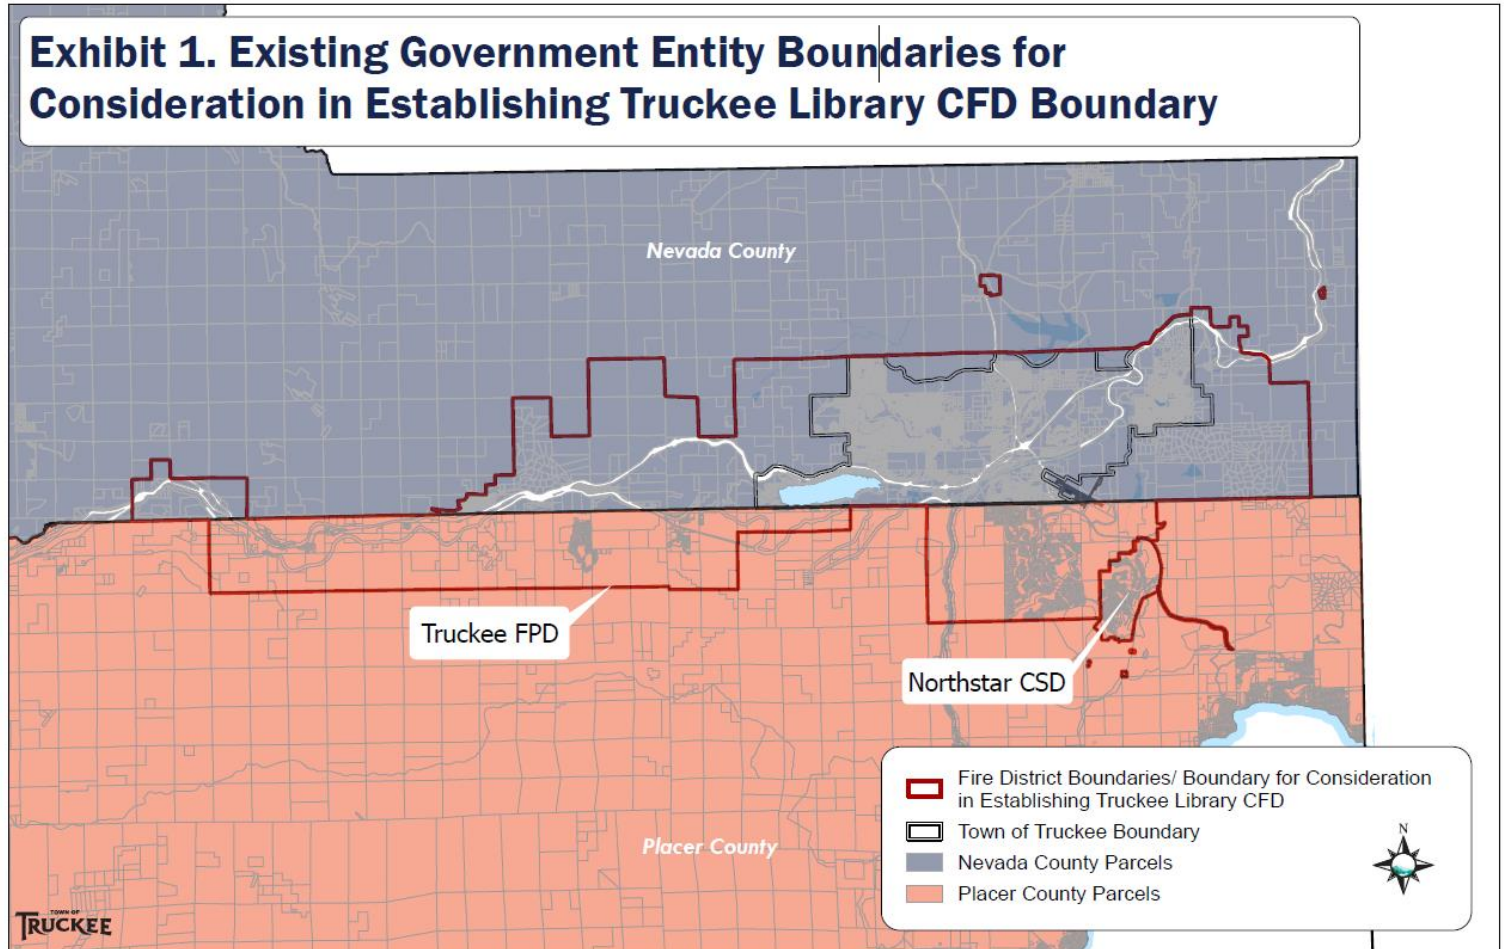 Exhibit 1. Existing Government Entity Boundaries for
Consideration in Establishing Truckee Library CFD Boundary
Nevada County
Truckee FPD
Northstar CSD
Placer County
Fire District Boundaries/ Boundary for Consideration
in Establishing Truckee Library CFD
Town of Truckee Boundary
Nevada County Parcels
Placer County Parcels
N
TOWN OF
TRUCKEE